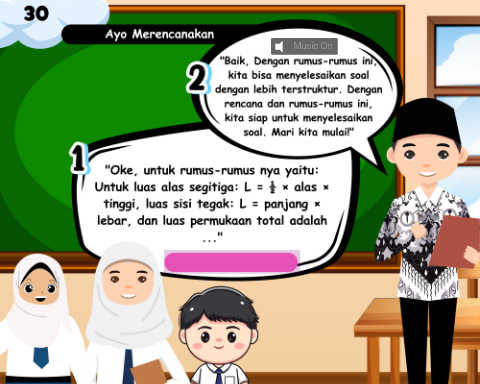 30
Ayo Merencanakan
Music On
1
"Oke, untuk rumus-rumus nya yaitu:
Untuk luas alas segitiga: L = ½ × alas ×
tinggi, luas sisi tegak: L = panjang ×
lebar, dan luas permukaan total adalah
..."
2
"Baik, Dengan rumus-rumus ini,
kita bisa menyelesaikan soal
dengan lebih terstruktur. Dengan
rencana dan rumus-rumus ini,
kita siap untuk menyelesaikan
soal. Mari kita mulai!"